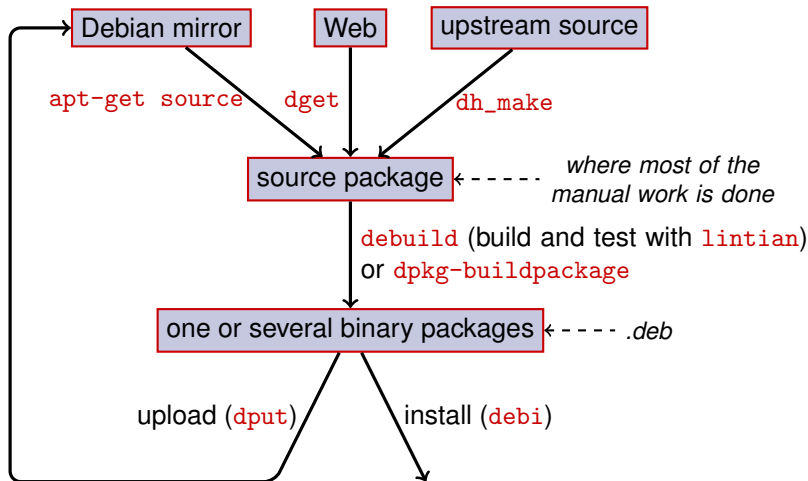 Debian mirror
Web
upstream source
apt-get source
dget
dh_make
source package
where most of the
manual work is done
debuild (build and test with lintian)
or dpkg-buildpackage
one or several binary packages
.deb
upload (dput)
install (debi)